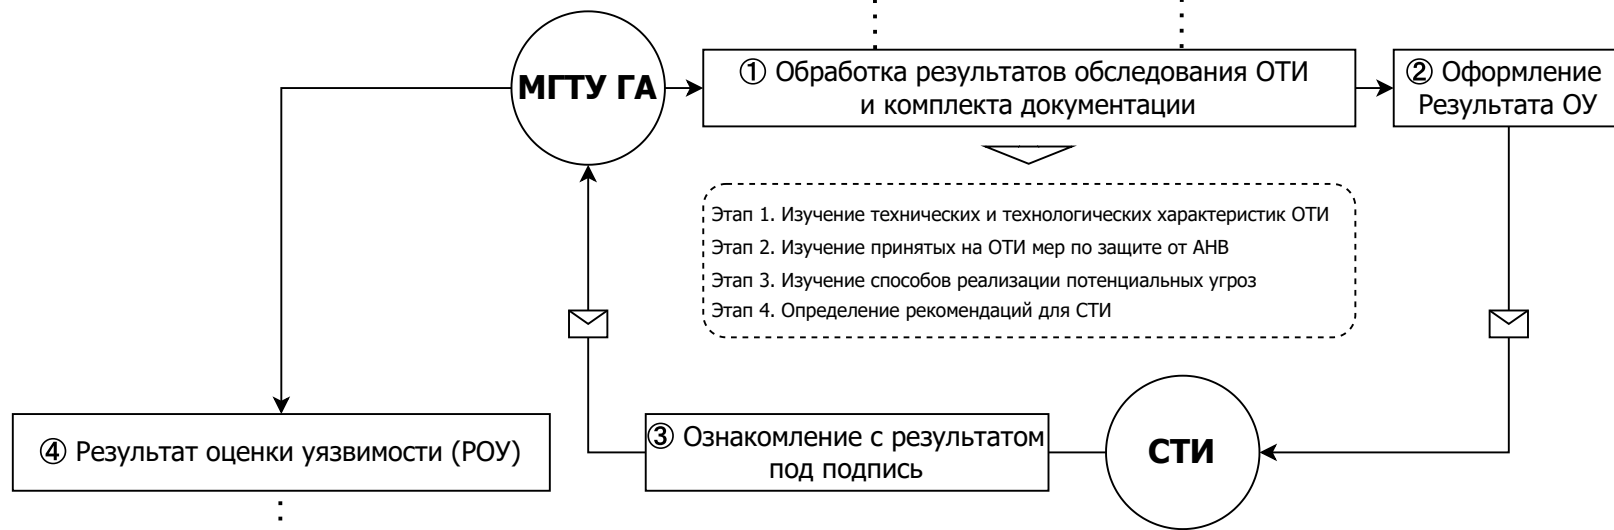 МГТУ ГА
① Обработка результатов обследования ОТИ
и комплекта документации
② Оформление
Результата ОУ
Этап 1. Изучение технических и технологических характеристик ОТИ
Этап 2. Изучение принятых на ОТИ мер по защите от АНВ
Этап 3. Изучение способов реализации потенциальных угроз
Этап 4. Определение рекомендаций для СТИ
④ Результат оценки уязвимости (РОУ)
③ Ознакомление с результатом
под подпись
СТИ